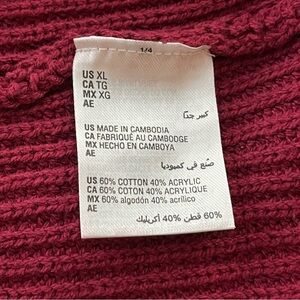 1/4
US XL
CA TG
MX XG
AE
كبير جدًا
US MADE IN CAMBODIA
CA FABRIQUÉ AU CAMBODGE
MX HECHO EN CAMBOYA
AE
صنع في كمبوديا
US 60% COTTON 40% ACRYLIC
CA 60% COTON 40% ACRYLIQUE
MX 60% algodón 40% acrílico
AE
60% قطن 40% أكريليك